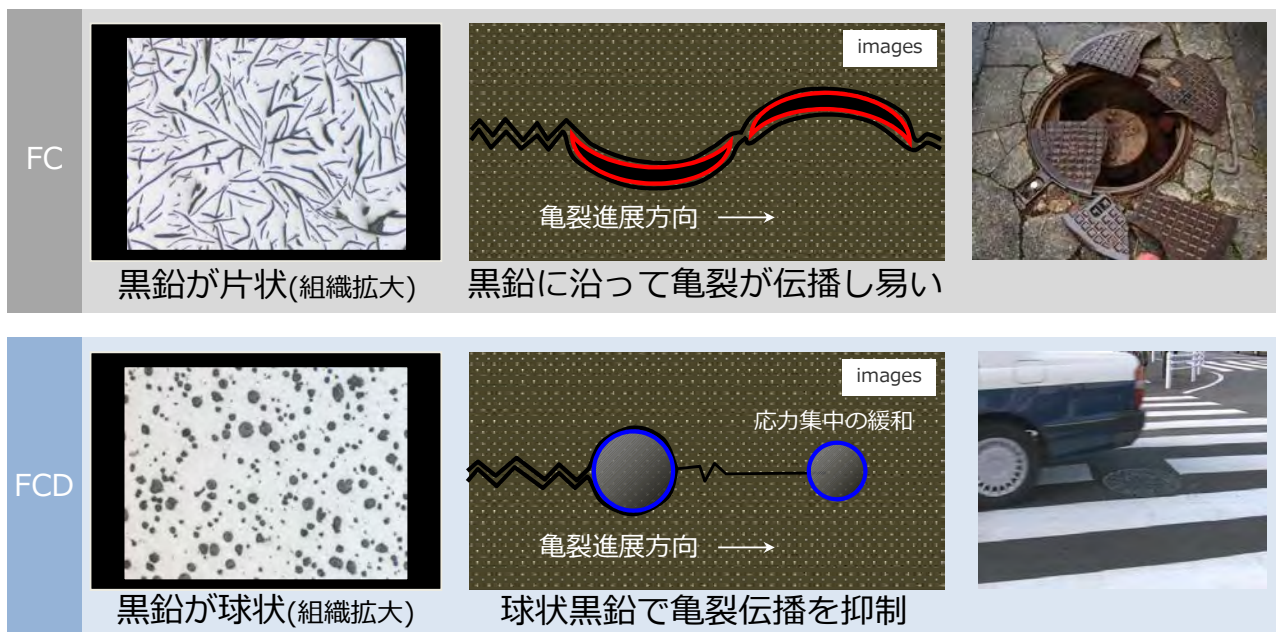 FC
images
亀裂進展方向
黒鉛が片状(組織拡大)
黒鉛に沿って亀裂が伝播し易い
FCD
images
応力集中の緩和
亀裂進展方向
黒鉛が球状(組織拡大)
球状黒鉛で亀裂伝播を抑制